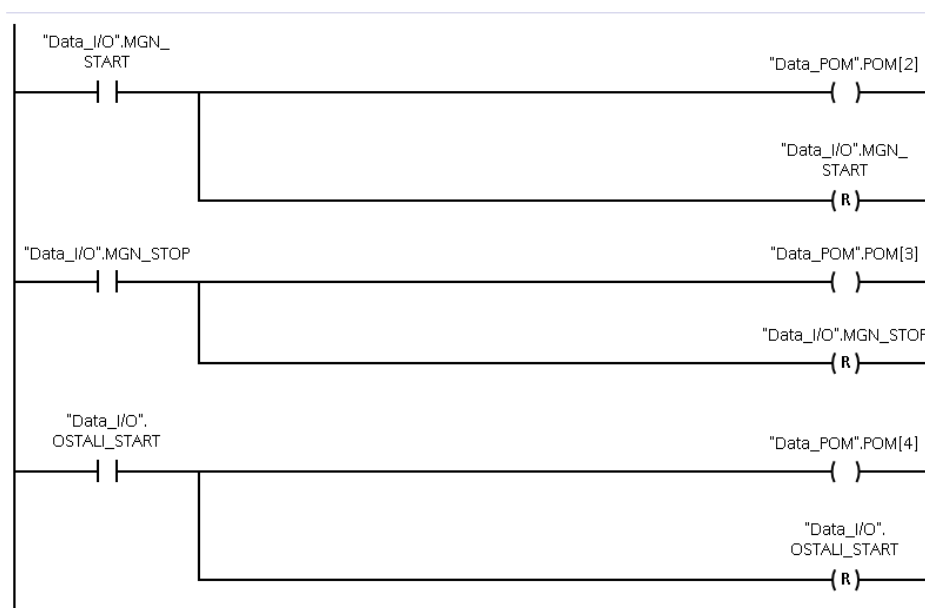 "Data_I/O".MGN_
START
"Data_POM".POM[2]
"Data_I/O".MGN_
START
R
"Data_I/O".MGN_STOP
"Data_POM".POM[3]
"Data_I/O".MGN_STOP
R
"Data_I/O".
OSTALI_START
"Data_POM".POM[4]
"Data_I/O".
OSTALI_START
R